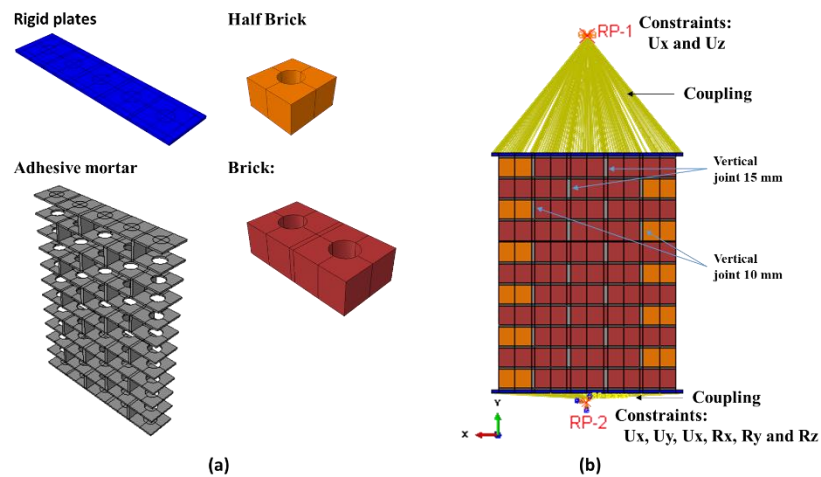 Rigid plates
Half Brick
Adhesive mortar
Brick:
(a)
RP-1
Constraints:
Ux and Uz
Coupling
Vertical
joint 15 mm
Vertical
joint 10 mm
Coupling
Y
X
RP-2
Constraints:
Ux, Uy, Ux, Rx, Ry and Rz
(b)